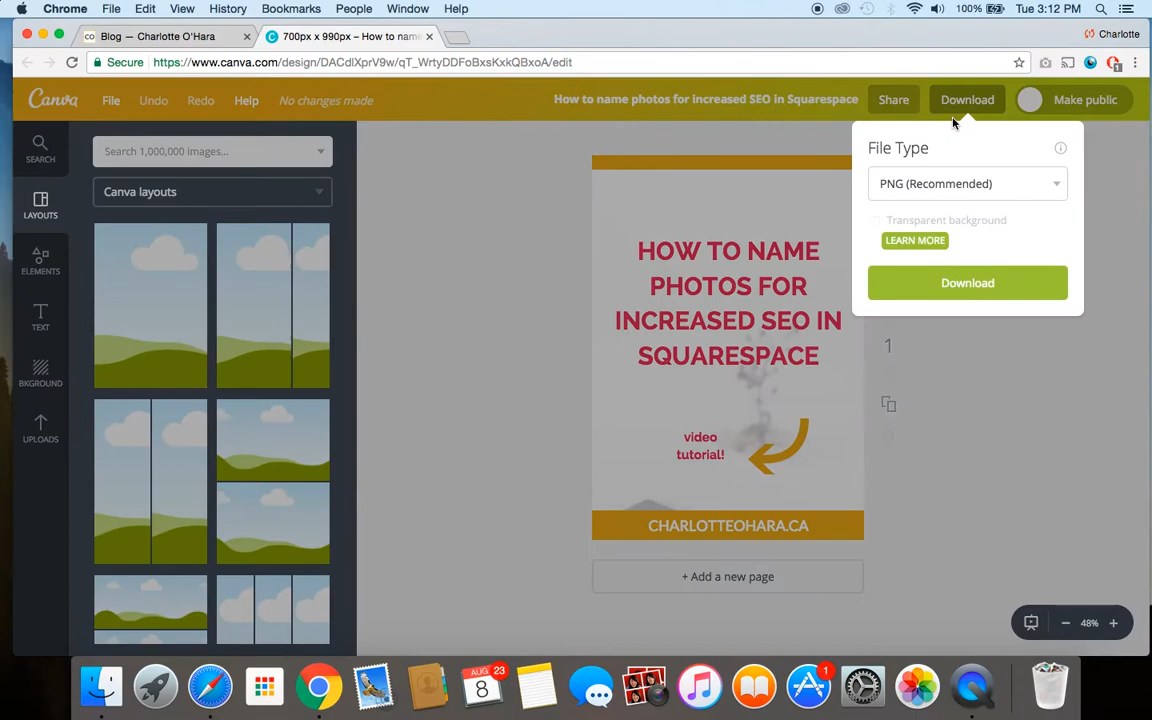 Chrome File Edit View History Bookmarks People Window Help 100% Tue 3:12 PM
Blog — Charlotte O'Hara × 700px x 990px – How to name × Charlotte
Secure https://www.canva.com/design/DACdlXprV9w/qT_WrtyDDFoBxsKxkQBxoA/edit 1
Canva File Undo Redo Help No changes made How to name photos for increased SEO in Squarespace Share Download Make public
SEARCH
LAYOUTS
ELEMENTS
TEXT
BKGROUND
UPLOADS
Search 1,000,000 images...
Canva layouts
HOW TO NAME
PHOTOS FOR
INCREASED SEO IN
SQUARESPACE
video
tutorial!
CHARLOTTEOHARA.CA
+ Add a new page
File Type
PNG (Recommended)
Transparent background
LEARN MORE
Download
1
48%
AUG 23
8
1